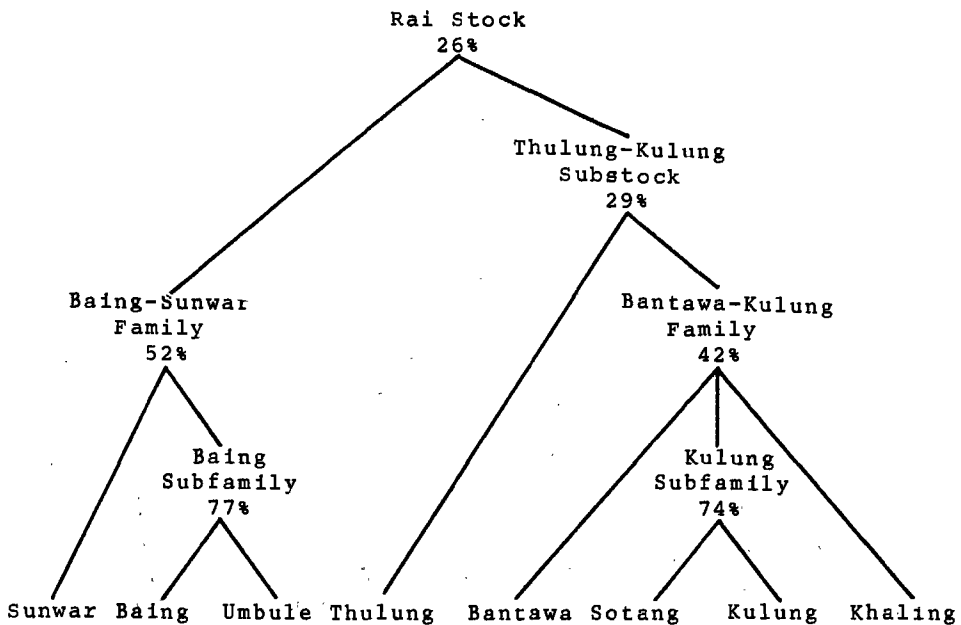 Rai Stock
26%
Thulung-Kulung
Substock
29%
Baing-Sunwar
Family
52%
Bantawa-Kulung
Family
42%
Baing
Subfamily
77%
Kulung
Subfamily
74%
Sunwar Baing Umbule Thulung Bantawa Sotang Kulung Khaling